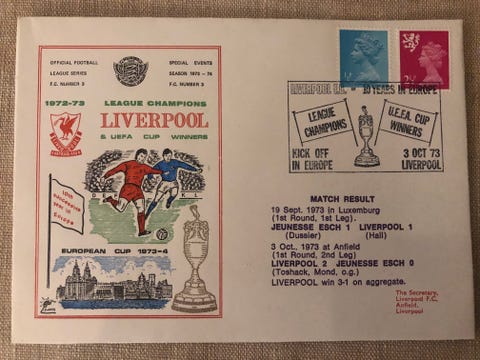 OFFICIAL FOOTBALL
LEAGUE SERIES
F.C. NUMBER 3
SPECIAL EVENTS
SEASON 1973 - 74
F.C. NUMBER 3
1972-73 LEAGUE CHAMPIONS
LIVERPOOL
& UEFA CUP WINNERS
EUROPEAN CUP 1973-4
½P
LIVERPOOL F.C. - 10 YEARS IN EUROPE
LEAGUE
CHAMPIONS
U.E.F.A. CUP
WINNERS
KICK OFF
IN EUROPE
3 OCT 73
LIVERPOOL
MATCH RESULT
19 Sept. 1973 in Luxemburg
(1st Round, 1st Leg).
JEUNESSE ESCH 1 LIVERPOOL 1
(Dussier) (Hall)
3 Oct. 1973 at Anfield
(1st Round, 2nd Leg)
LIVERPOOL 2 JEUNESSE ESCH 0
(Toshack, Mond, o.g.)
LIVERPOOL win 3-1 on aggregate.
The Secretary,
Liverpool F.C,
Anfield,
Liverpool